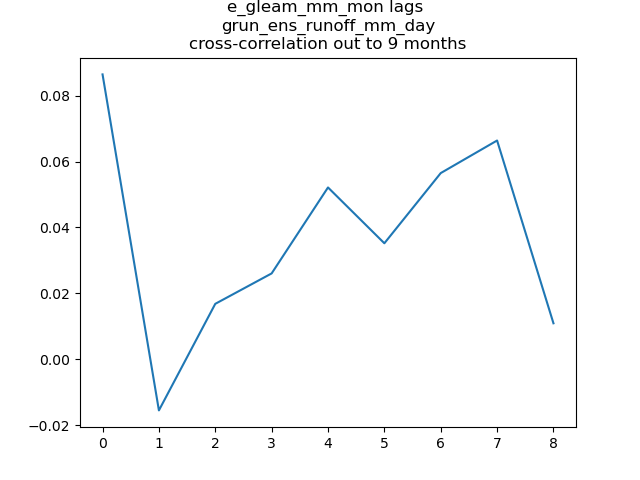 e_gleam_mm_mon lags
grun_ens_runoff_mm_day
cross-correlation out to 9 months
0.08
0.06
0.04
0.02
0.00
−0.02
0 1 2 3 4 5 6 7 8